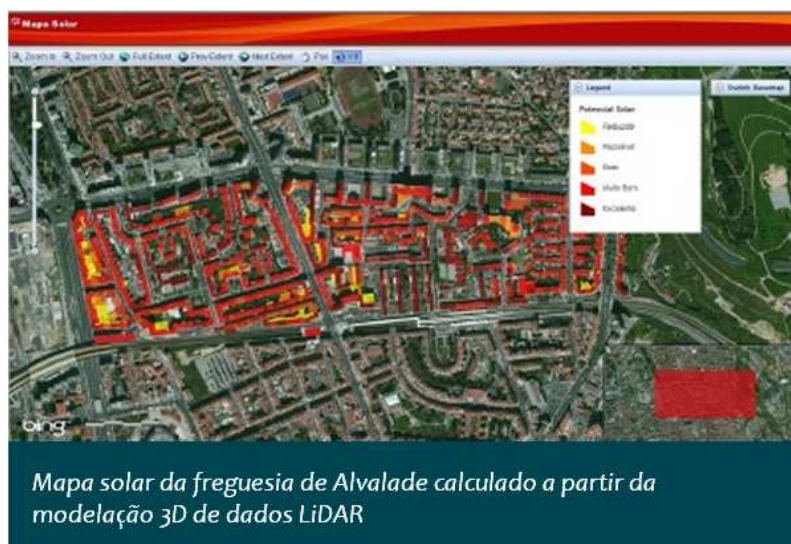 Mapa Solar
Zoom In Zoom Out Full Extent Prev Extent Next Extent Pan Full
Legend
Switch Basemap
Potencial Solar
Reduzido
Razoável
Bom
Muito Bom
Excelente
bing
Mapa solar da freguesia de Alvalade calculado a partir da
modelação 3D de dados LiDAR